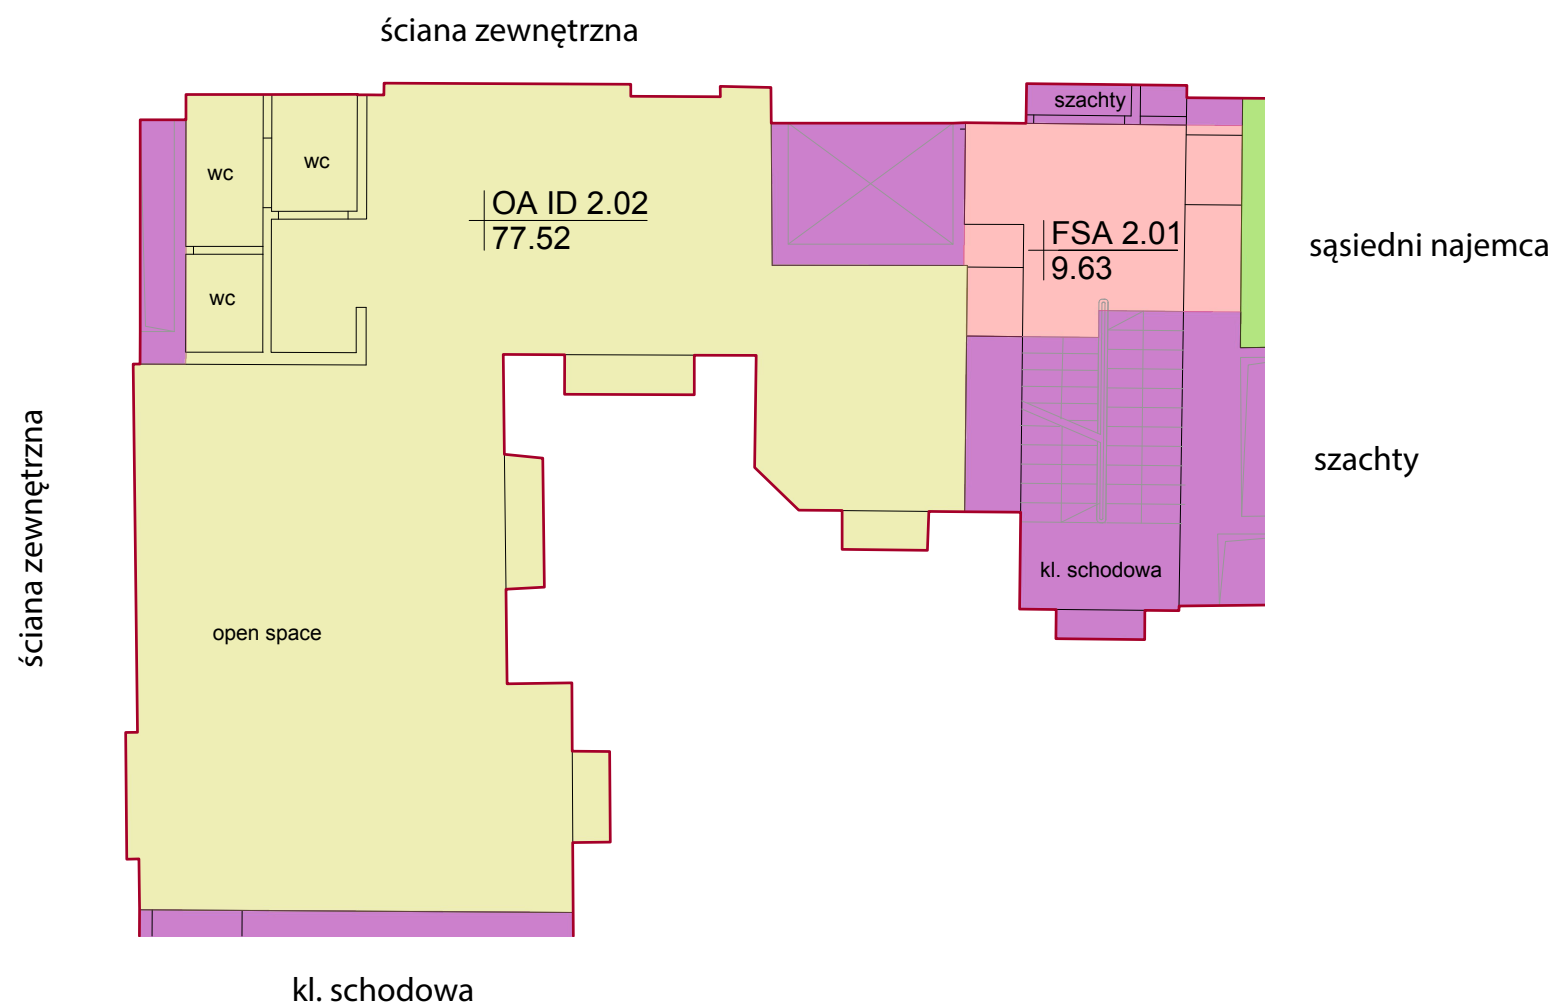 ściana zewnętrzna
szachty
wc
wc
OA ID 2.02
77.52
FSA 2.01
9.63
sąsiedni najemca
wc
szachty
ściana zewnętrzna
kl. schodowa
open space
kl. schodowa